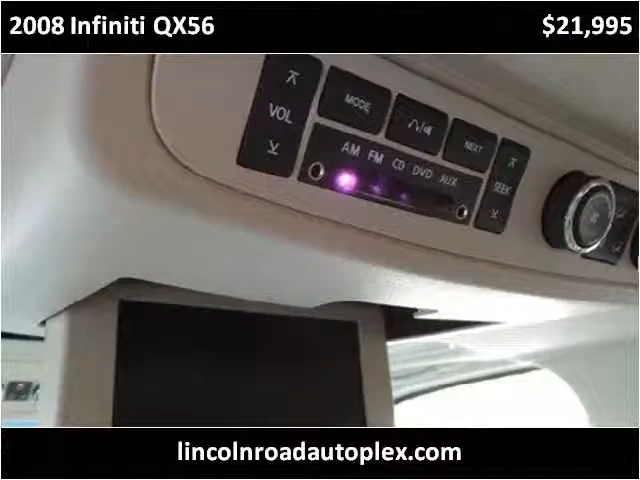 2008 Infiniti QX56 $21,995
VOL
MODE
NEXT
AM FM CD DVD AUX
SEEK
lincolnroadautoplex.com